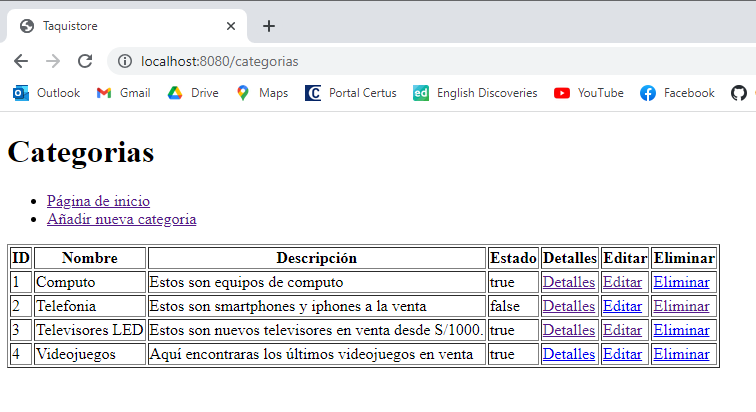 Taquistore
localhost:8080/categorias
Outlook Gmail Drive Maps Portal Certus ed English Discoveries YouTube Facebook
Categorias
Página de inicio
Añadir nueva categoria
ID Nombre Descripción Estado Detalles Editar Eliminar
1 Computo Estos son equipos de computo true Detalles Editar Eliminar
2 Telefonia Estos son smartphones y iphones a la venta false Detalles Editar Eliminar
3 Televisores LED Estos son nuevos televisores en venta desde S/1000. true Detalles Editar Eliminar
4 Videojuegos Aquí encontraras los últimos videojuegos en venta true Detalles Editar Eliminar